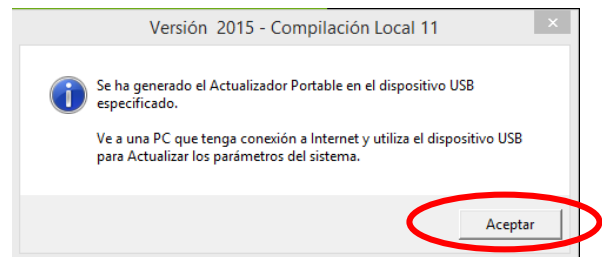 Versión  2015 - Compilación Local 11
Se ha generado el Actualizador Portable en el dispositivo USB
especificado.
Ve a una PC que tenga conexión a Internet y utiliza el dispositivo USB
para Actualizar los parámetros del sistema.
Aceptar